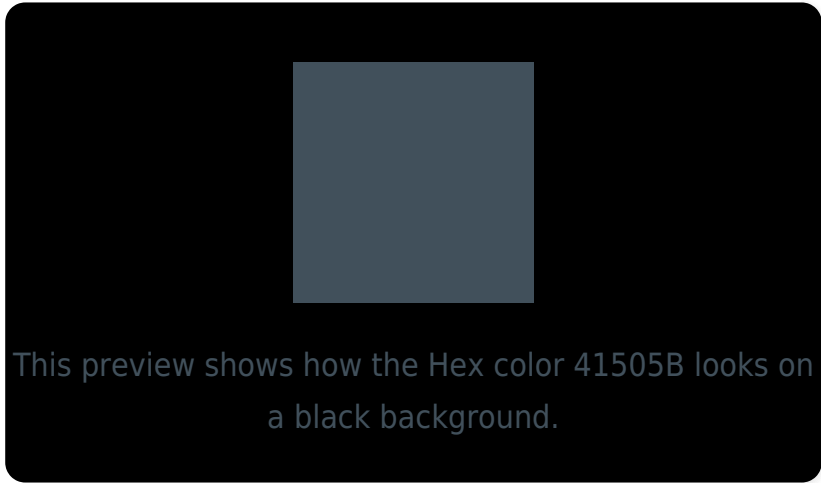 This preview shows how the Hex color 41505B looks on
a black background.